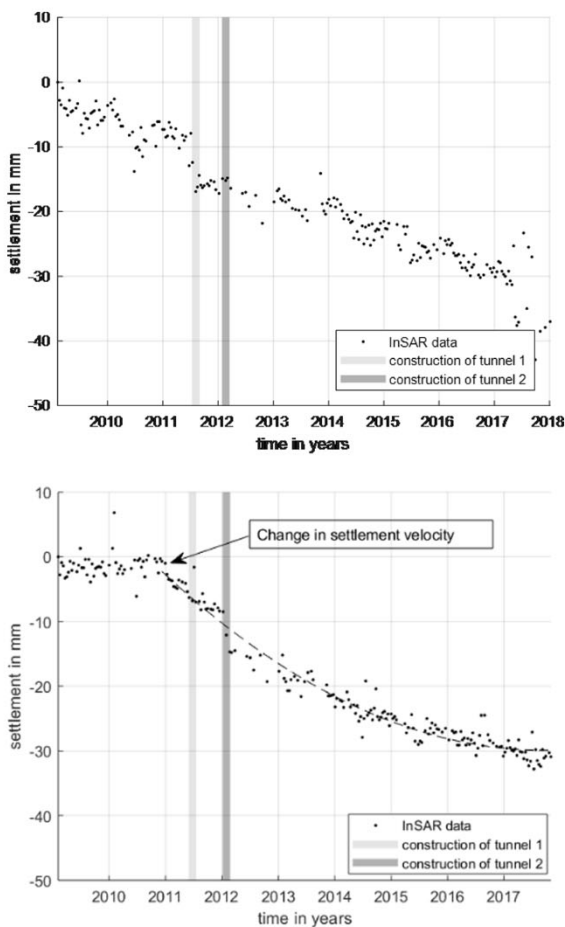 10
0
-10
-20
-30
-40
-50
settlement in mm
InSAR data
construction of tunnel 1
construction of tunnel 2
2010 2011 2012 2013 2014 2015 2016 2017 2018
time in years
10
0
-10
-20
-30
-40
-50
settlement in mm
Change in settlement velocity
InSAR data
construction of tunnel 1
construction of tunnel 2
2010 2011 2012 2013 2014 2015 2016 2017
time in years